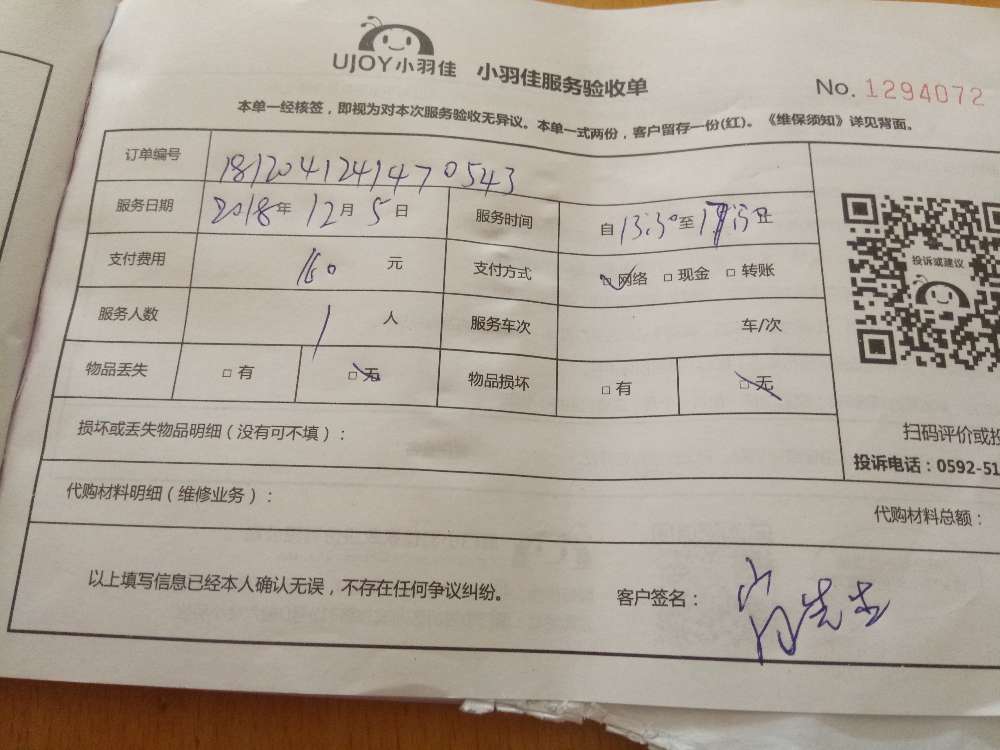 UJOY小羽佳 小羽佳服务验收单 No. 1294072
本单一经核签，即视为对本次服务验收无异议。本单一式两份，客户留存一份(红)。《维保须知》详见背面。
订单编号 181204124147 0543
服务日期 2018年 12月 5日 服务时间 自 13:30 至 止
支付费用 160 元 支付方式 □ 网络 □ 现金 □ 转账
投诉或建议
服务人数 1 人 服务车次 车/次
物品丢失 □ 有 □ 无 物品损坏 □ 有 □ 无
损坏或丢失物品明细（没有可不填）：
扫码评价或投
投诉电话：0592-51
代购材料明细（维修业务）：
代购材料总额：
以上填写信息已经本人确认无误，不存在任何争议纠纷。 客户签名： 先生